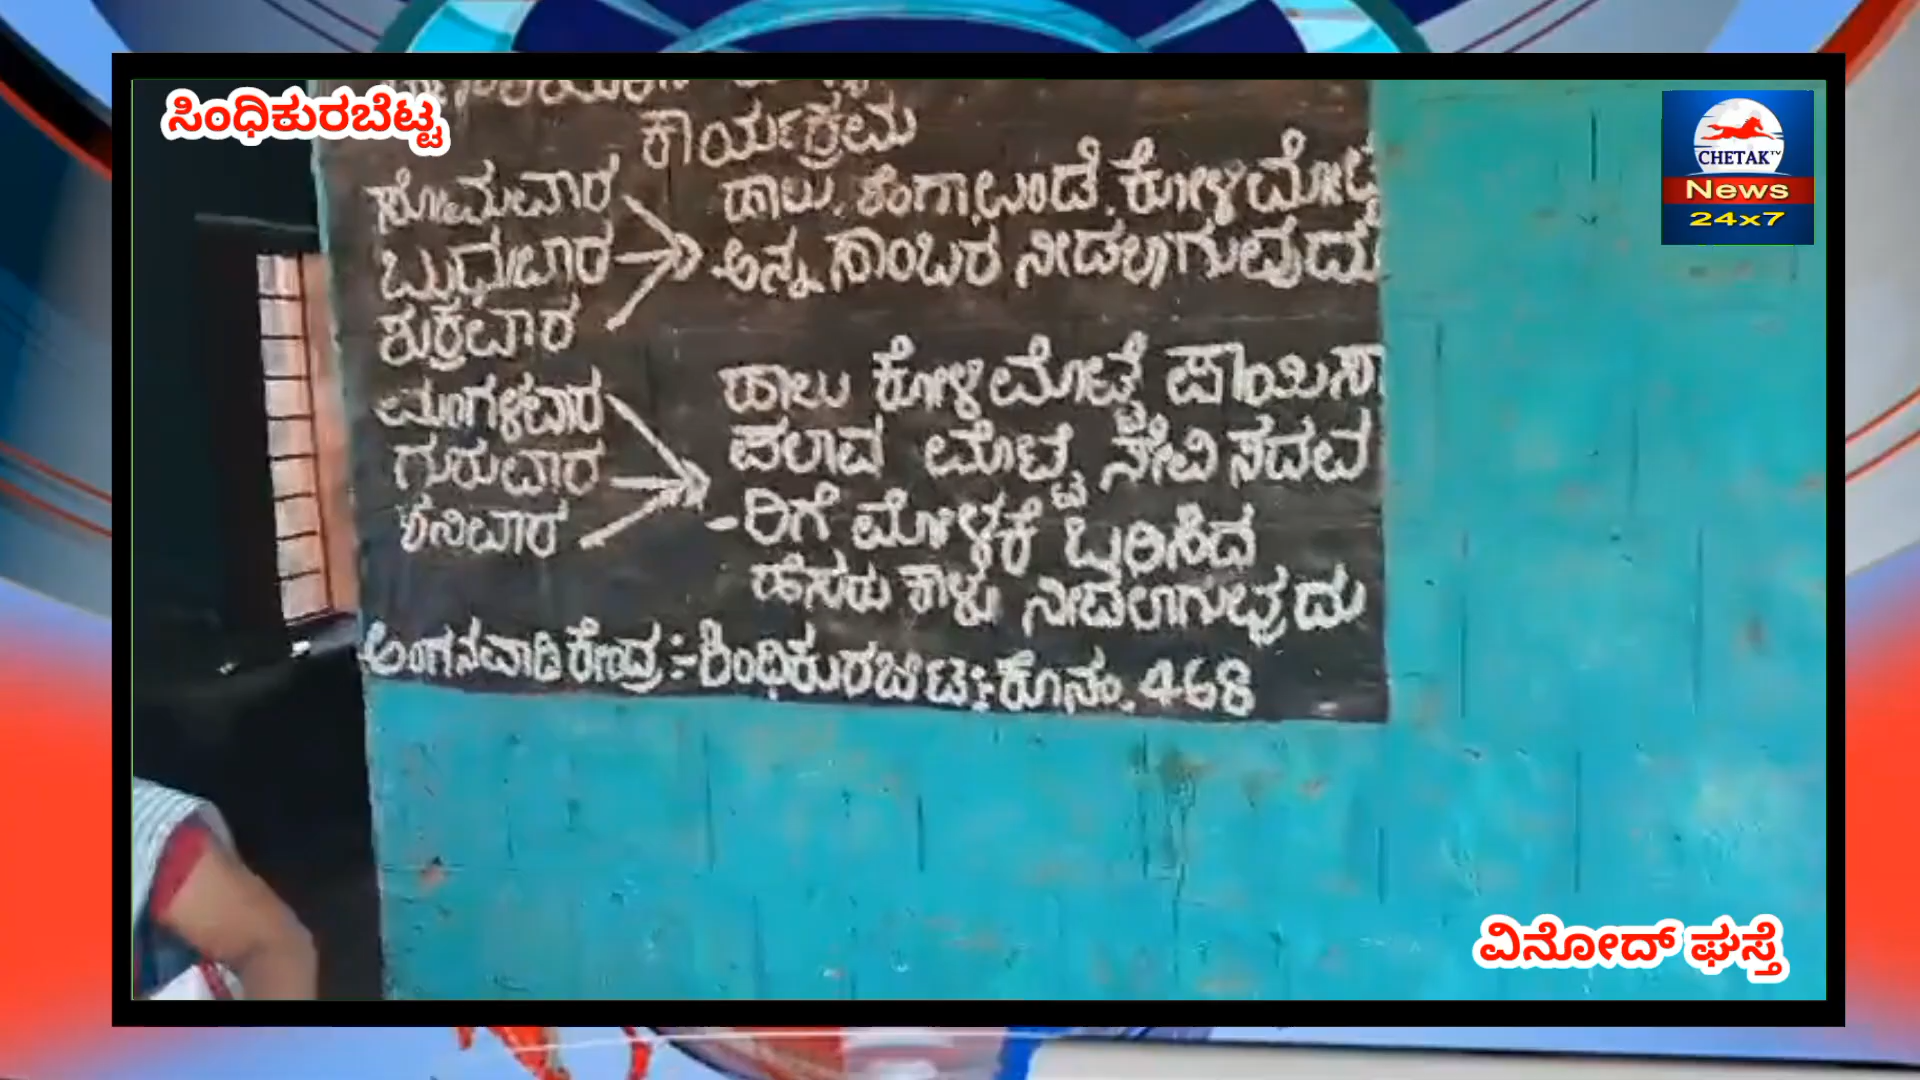 ಸಿಂಧಿಕುರಬೆಟ್ಟ
CHETAK TV
News
24x7
ಕಾರ್ಯಕ್ರಮ
ಸೋಮವಾರ
ಬುಧುವಾರ
ಶುಕ್ರವಾರ
ಹಾಲು. ಶೆಂಗಾ,ಉಂಡೆ. ಕೋಳಿ ಮೊಟ್ಟೆ
ಅನ್ನ ಸಾಂಬರ ನೀಡಲಾಗುವುದು
ಮಂಗಳವಾರ
ಗುರುವಾರ
ಶನಿವಾರ
ಹಾಲು ಕೋಳಿ ಮೊಟ್ಟೆ ಪಾಯಿಸಾ
ಪಲಾವ ಮೊಟ್ಟೆ ಸೇವಿಸದವ
-ರಿಗೆ ಮೋಳಕೆ ಬರಿಸಿದ
ಹೆಸರು ಕಾಳು ನೀಡಲಾಗುವುದು
ಅಂಗನವಾಡಿ ಕೇಂದ್ರ :- ಶಿಂಧಿಕುರಬೇಟ :- ಕೊ.ನಂ. 468
ವಿನೋದ್ ಘಸ್ತೆ